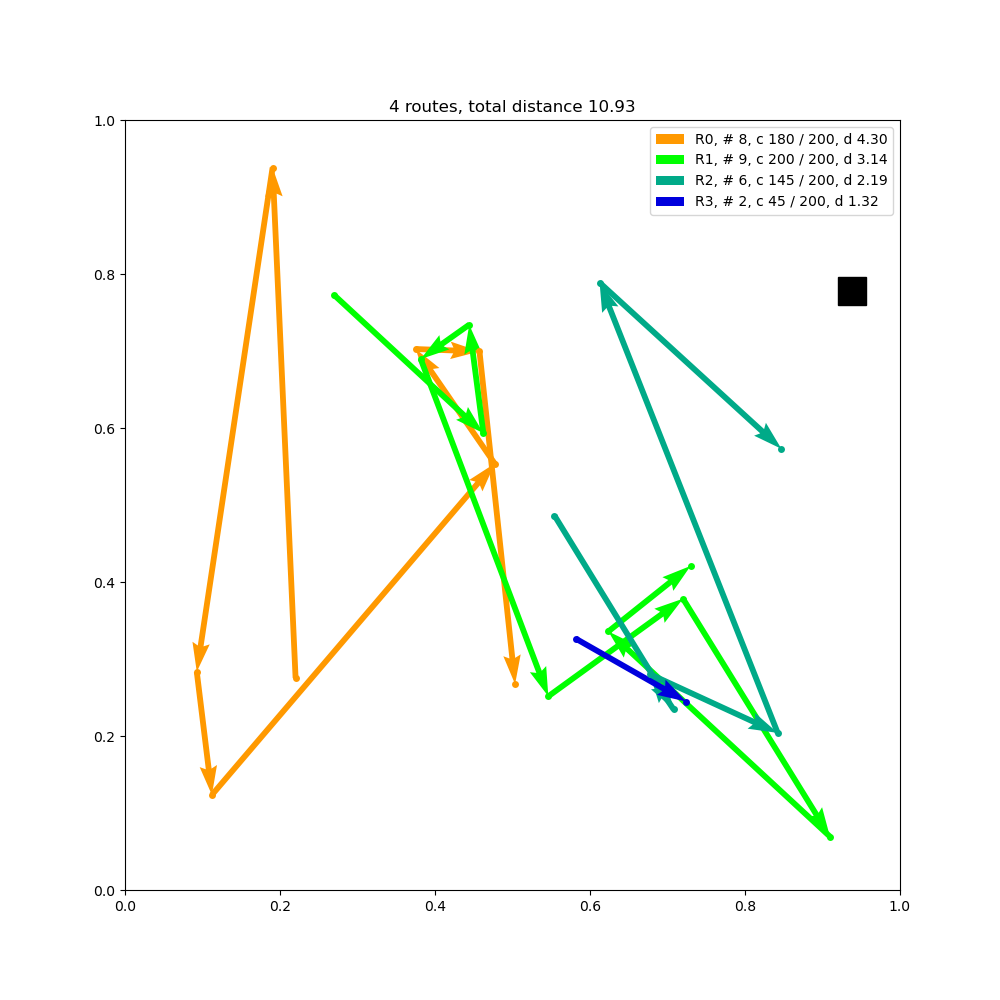 4 routes, total distance 10.93
R0, # 8, c 180 / 200, d 4.30
R1, # 9, c 200 / 200, d 3.14
R2, # 6, c 145 / 200, d 2.19
R3, # 2, c 45 / 200, d 1.32
1.0
0.8
0.6
0.4
0.2
0.0
0.0 0.2 0.4 0.6 0.8 1.0